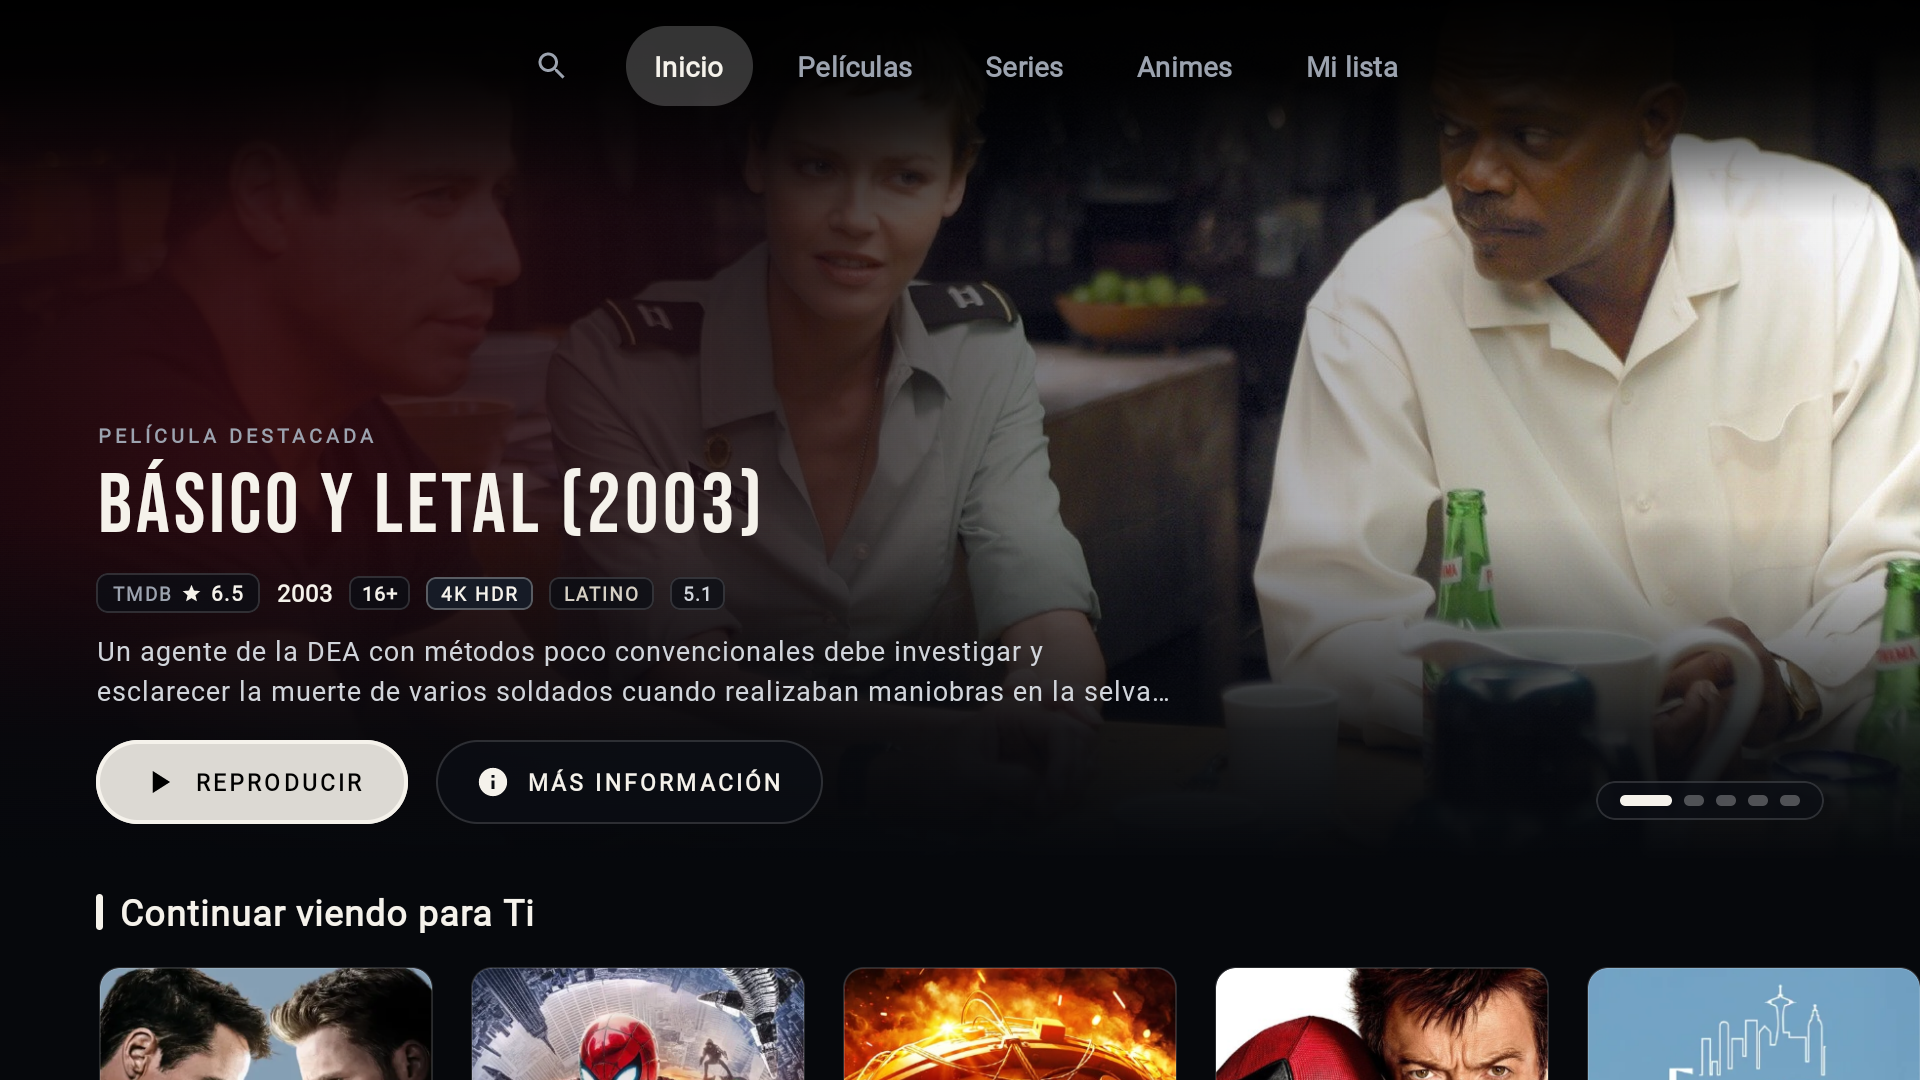 Inicio
Películas
Series
Animes
Mi lista
PELÍCULA DESTACADA
BÁSICO Y LETAL (2003)
TMDB ★ 6.5
2003
16+
4K HDR
LATINO
5.1
Un agente de la DEA con métodos poco convencionales debe investigar y
esclarecer la muerte de varios soldados cuando realizaban maniobras en la selva…
REPRODUCIR
MÁS INFORMACIÓN
Continuar viendo para Ti